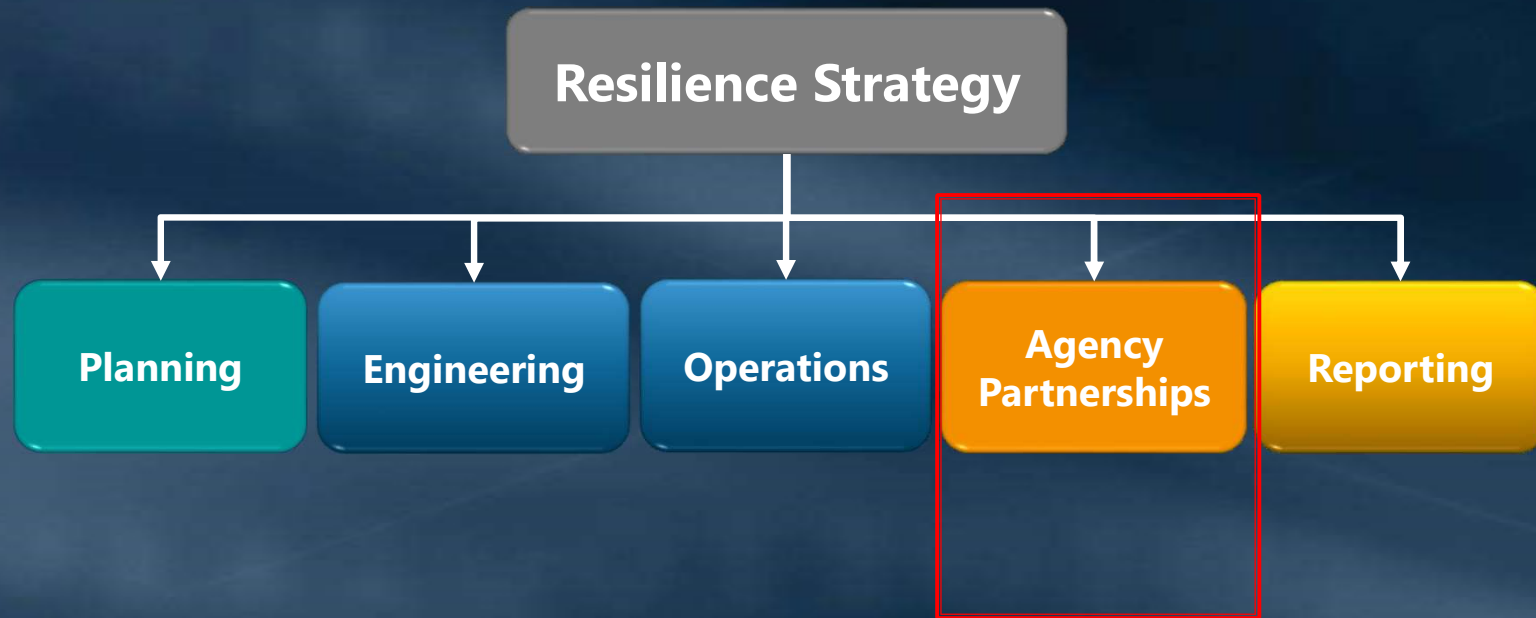 Resilience Strategy
Planning
Engineering
Operations
Agency
Partnerships
Reporting